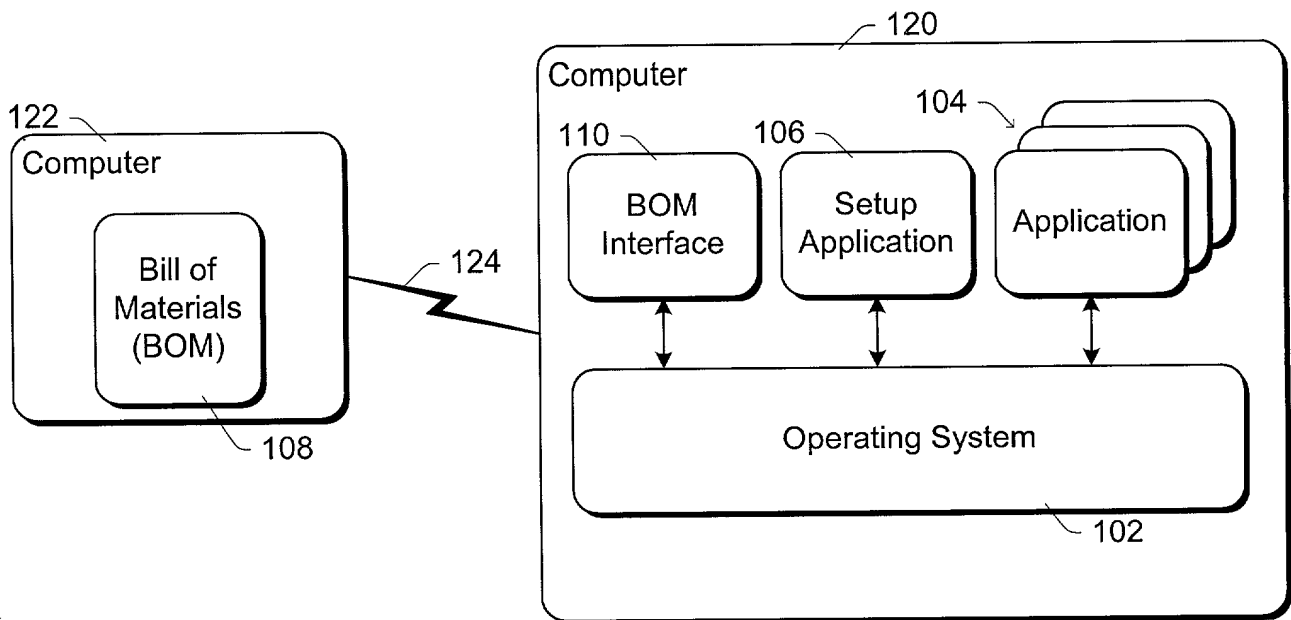 120
Computer
122
Computer
104
110
106
BOM
Interface
Setup
Application
Application
Bill of
Materials
(BOM)
124
108
Operating System
102